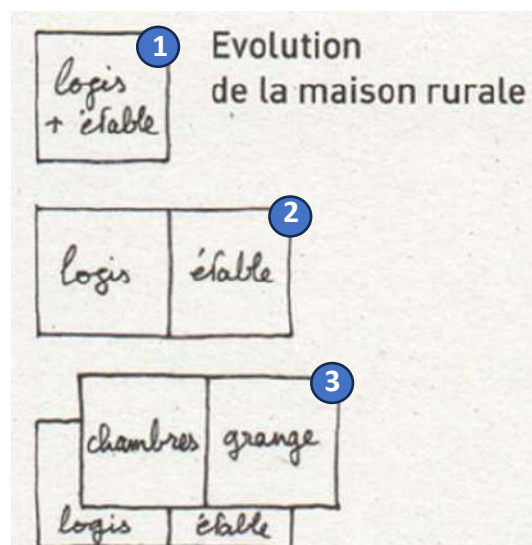 1
Evolution
de la maison rurale
logis
+ étable
2
logis
étable
3
chambres
grange
logis
étable